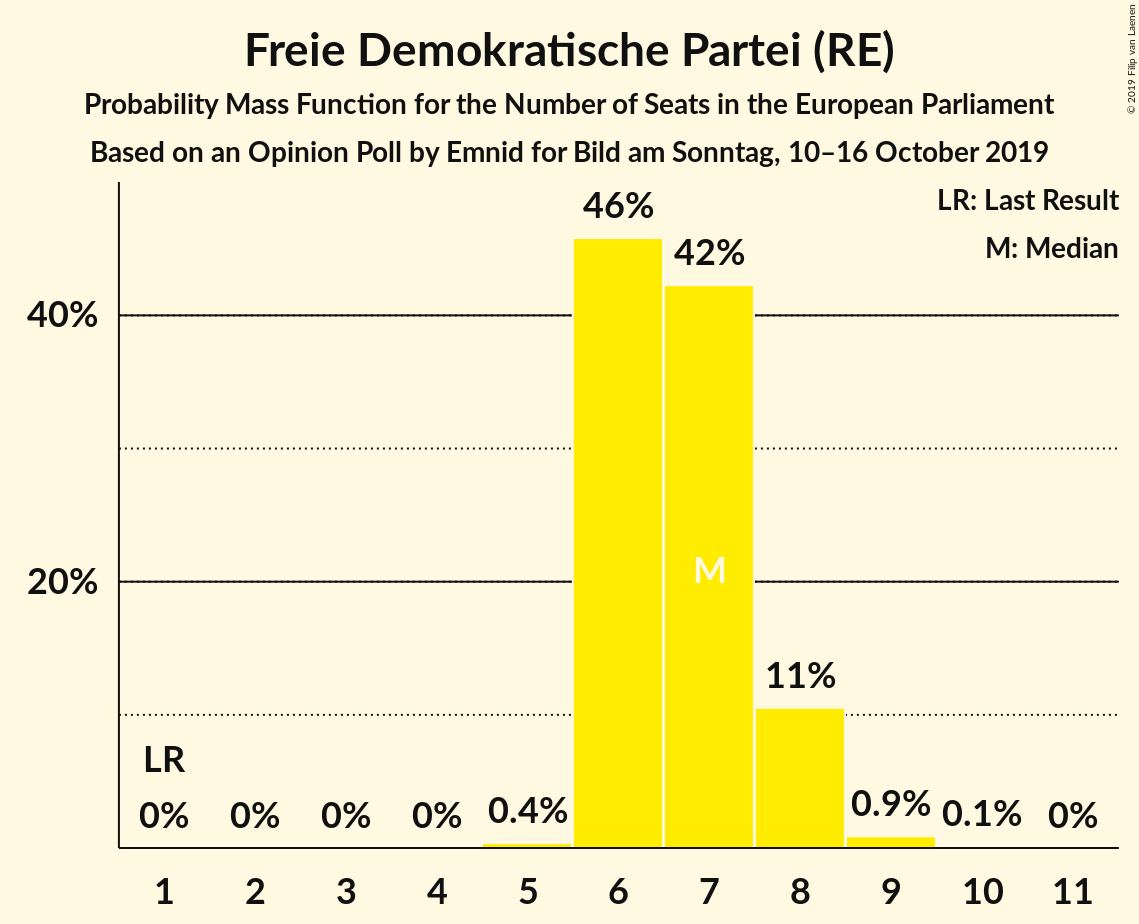 Freie Demokratische Partei (RE)
Probability Mass Function for the Number of Seats in the European Parliament
Based on an Opinion Poll by Emnid for Bild am Sonntag, 10–16 October 2019
© 2019 Filip van Laenen
LR: Last Result
M: Median
46%
42%
40%
M
20%
11%
LR
0%
0%
0%
0%
0.4%
0.9%
0.1%
0%
1 2 3 4 5 6 7 8 9 10 11